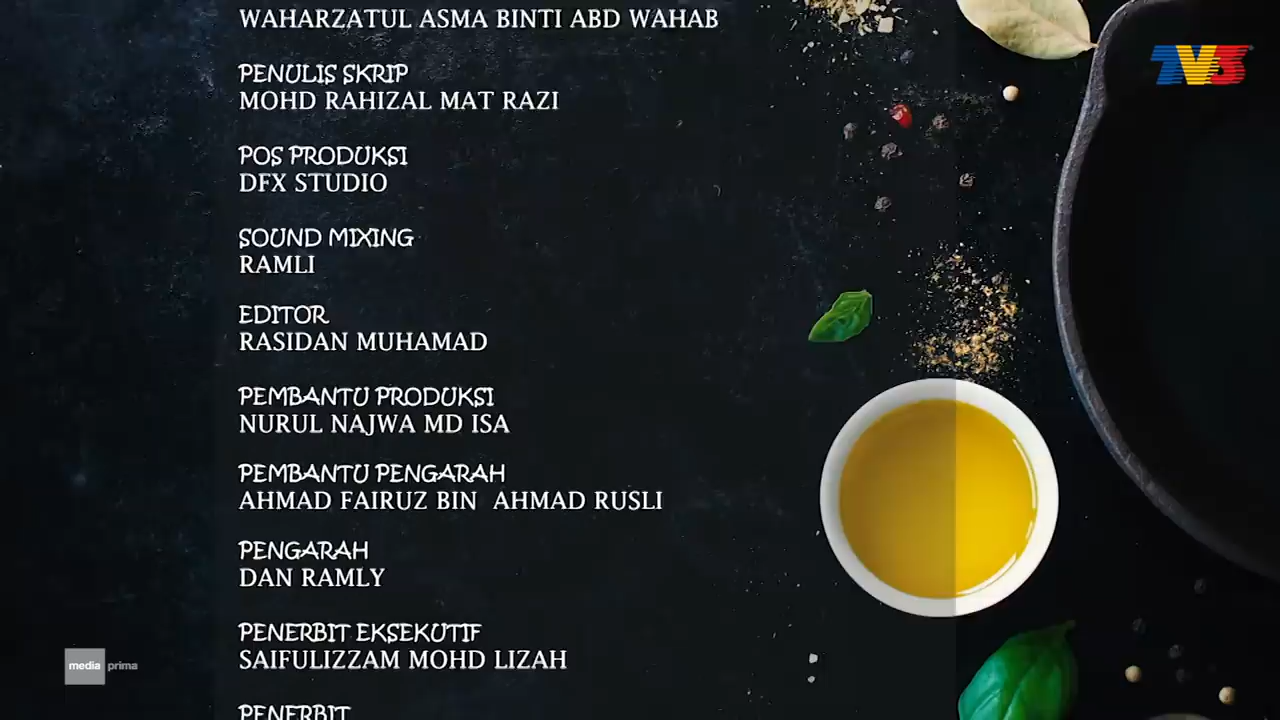 WAHARZATUL ASMA BINTI ABD WAHAB
TV3
PENULIS SKRIP
MOHD RAHIZAL MAT RAZI
POS PRODUKSI
DFX STUDIO
SOUND MIXING
RAMLI
EDITOR
RASIDAN MUHAMAD
PEMBANTU PRODUKSI
NURUL NAJWA MD ISA
PEMBANTU PENGARAH
AHMAD FAIRUZ BIN AHMAD RUSLI
PENGARAH
DAN RAMLY
PENERBIT EKSEKUTIF
SAIFULIZZAM MOHD LIZAH
media prima
PENERBIT